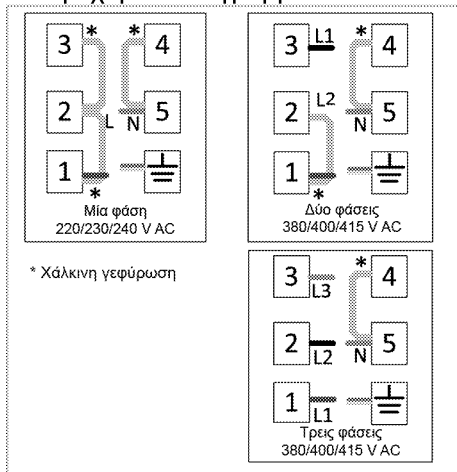 3 * * 4
2 L N 5
1
*
Μία φάση
220/230/240 V AC
3 L1 * 4
2 L2 N 5
1
*
Δύο φάσεις
380/400/415 V AC
* Χάλκινη γεφύρωση
3 L3 * 4
2 L2 N 5
1 L1
Τρεις φάσεις
380/400/415 V AC